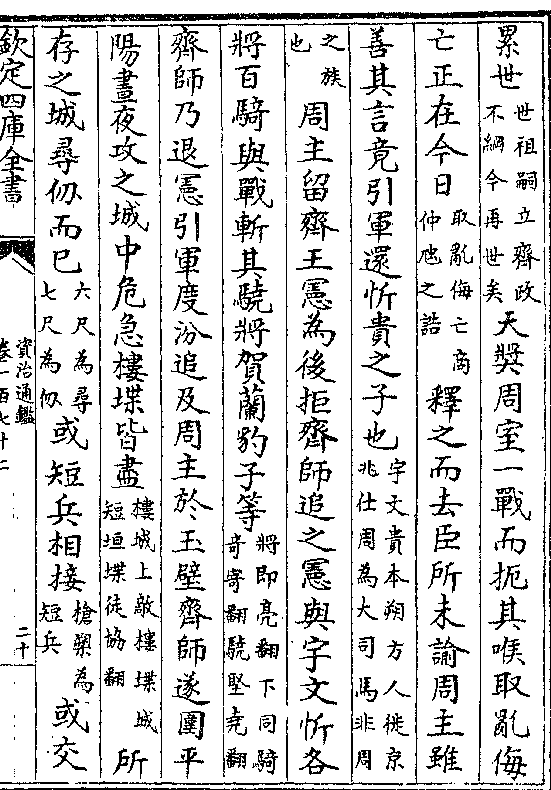 累世世祖嗣立齊政不綱今再世矣天奬周室一戰而扼其喉取亂侮
亡正在今日取亂侮亡商仲虺之誥釋之而去臣所未諭周主雖
善其言竟引軍還忻貴之子也宇文貴本朔方人徙京兆仕周為大司馬非周
之族也周主留齊王憲為後拒齊師追之憲與宇文忻各
將百騎與戰斬其驍將賀蘭豹子等將即亮翻下同騎奇寄翻驍堅堯翻
齊師乃退憲引軍度汾追及周主於玉壁齊師遂圍平
陽晝夜攻之城中危急樓堞皆盡樓城上敵樓堞城短垣堞徒協翻所
存之城尋仭而已六尺為尋七尺為仭或短兵相接槍槊為短兵或交
欽定四庫全書
資治通鑑
卷一百七十二
二十